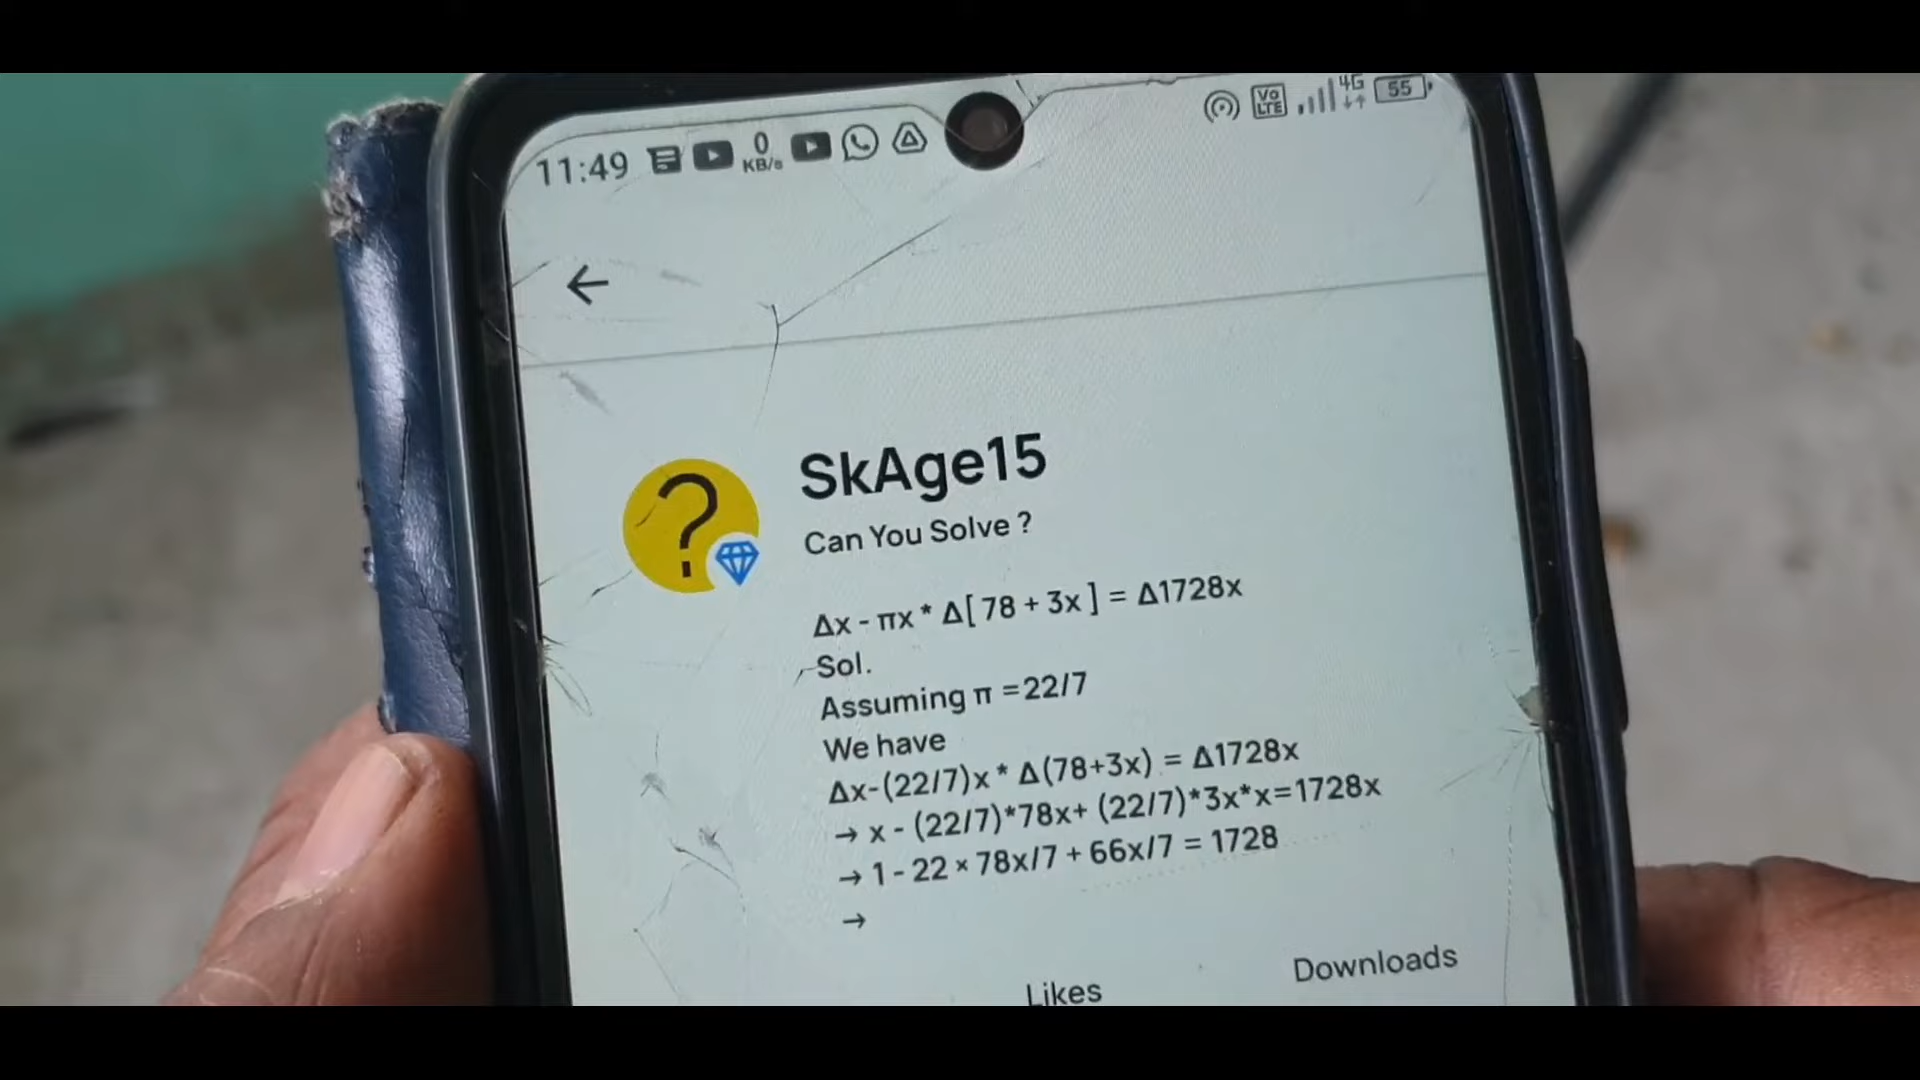 11:49 0 KB/s VO LTE 4G 55
SkAge15
Can You Solve ?
Δx - πx * Δ[ 78 + 3x ] = Δ1728x
Sol.
Assuming π =22/7
We have
Δx-(22/7)x * Δ(78+3x) = Δ1728x
→ x - (22/7)*78x+ (22/7)*3x*x=1728x
→ 1 - 22 × 78x/7 + 66x/7 = 1728
→
Likes Downloads